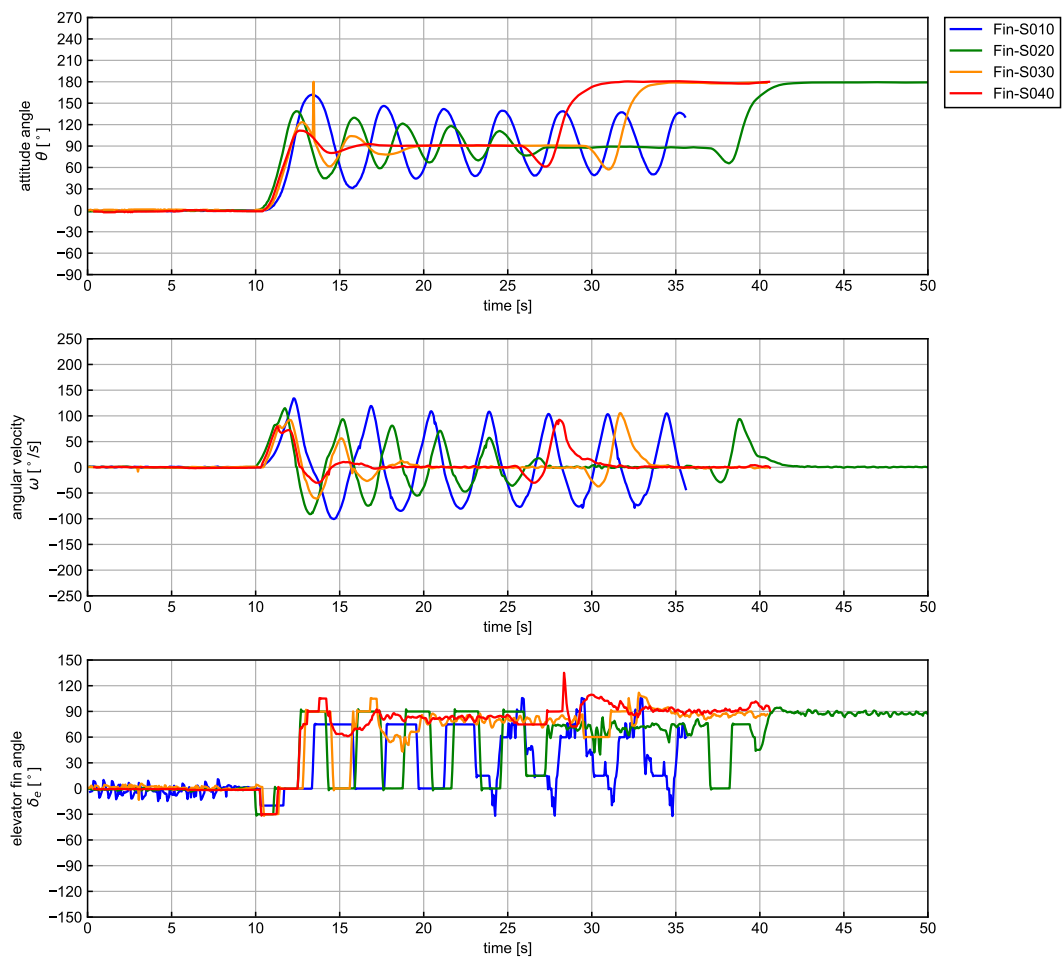 270
240
210
180
150
120
90
60
30
0
−30
−60
−90
attitude angle
θ [°]
0 5 10 15 20 25 30 35 40 45 50
time [s]
Fin-S010
Fin-S020
Fin-S030
Fin-S040
250
200
150
100
50
0
−50
−100
−150
−200
−250
angular velocity
ω [°/s]
0 5 10 15 20 25 30 35 40 45 50
time [s]
150
120
90
60
30
0
−30
−60
−90
−120
−150
elevator fin angle
δe [°]
0 5 10 15 20 25 30 35 40 45 50
time [s]